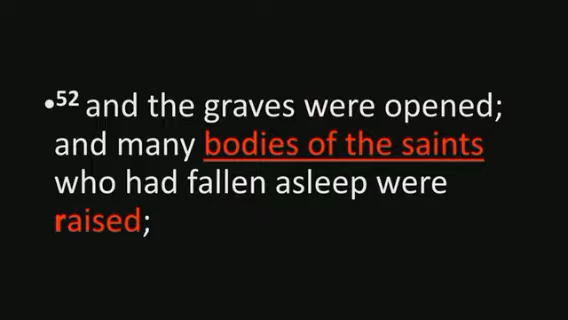 •52 and the graves were opened;
and many bodies of the saints
who had fallen asleep were
raised;